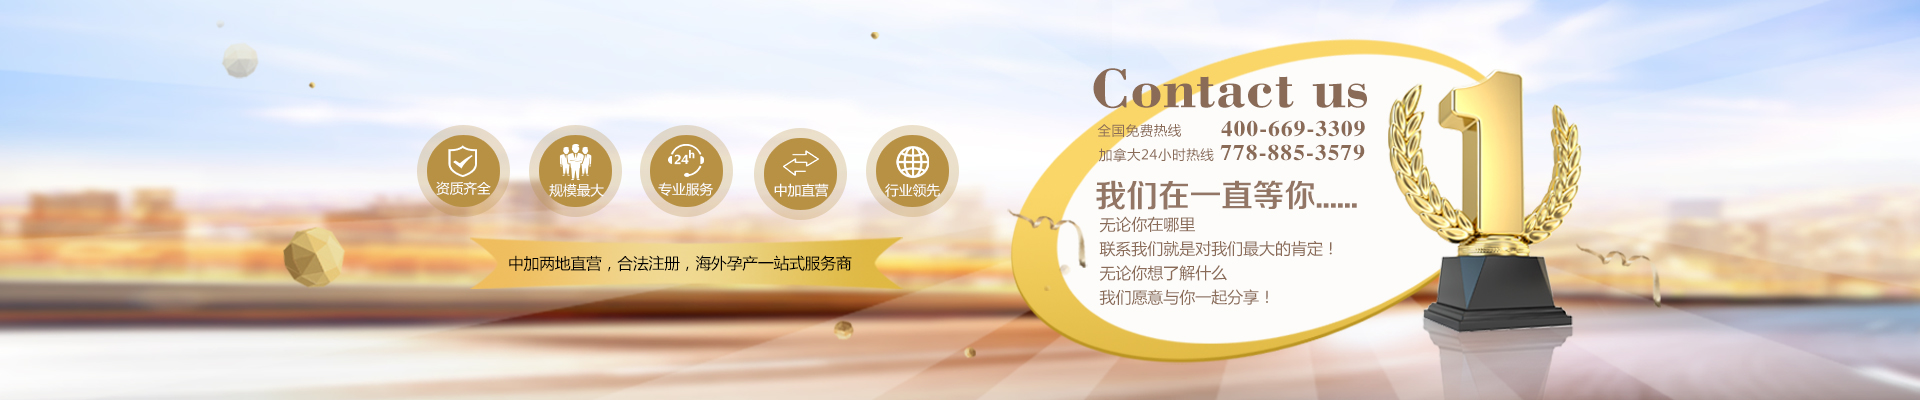 资质齐全
规模最大
24h
专业服务
中加直营
行业领先
中加两地直营，合法注册，海外孕产一站式服务商
Contact us
全国免费热线 400-669-3309
加拿大24小时热线 778-885-3579
我们在一直等你......
无论你在哪里
联系我们就是对我们最大的肯定！
无论你想了解什么
我们愿意与你一起分享！
1